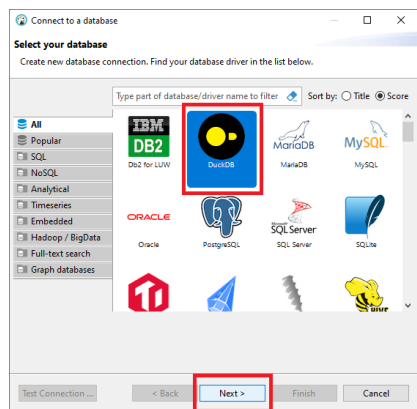 Connect to a database
Select your database
Create new database connection. Find your database driver in the list below.
Type part of database/driver name to filter
Sort by: Title Score
All
Popular
SQL
NoSQL
Analytical
Timeseries
Embedded
Hadoop / BigData
Full-text search
Graph databases
IBM
DB2
Db2 for LUW
DuckDB
MariaDB
MariaDB
MySQL
MySQL
ORACLE
Oracle
PostgreSQL
SQL Server
SQL Server
SQLite
HIVE
Test Connection ...
< Back
Next >
Finish
Cancel